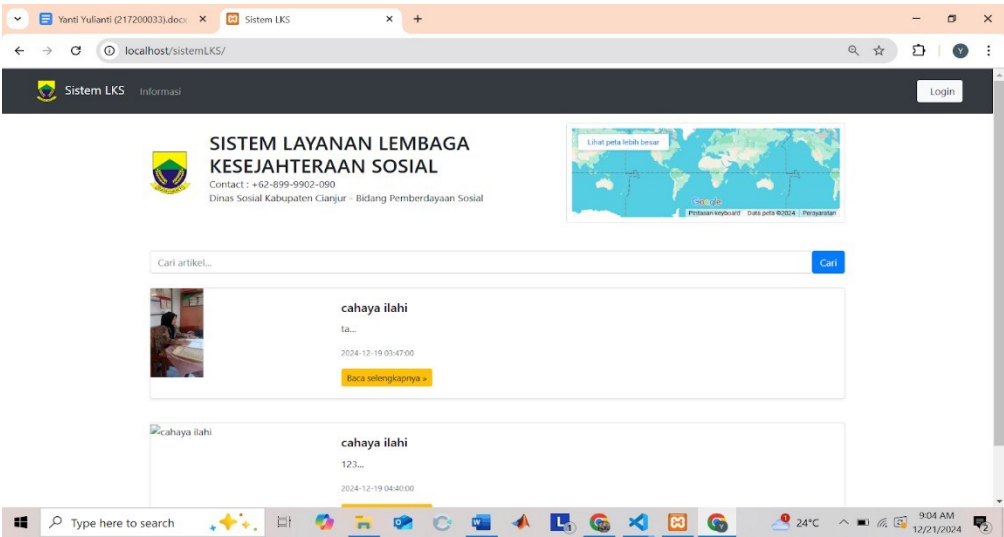 Yanti Yulianti (217200033).doc
Sistem LKS
localhost/sistemLKS/
Y
Sistem LKS
Informasi
Login
SISTEM LAYANAN LEMBAGA
KESEJAHTERAAN SOSIAL
Contact : +62-899-9902-090
Dinas Sosial Kabupaten Cianjur - Bidang Pemberdayaan Sosial
Lihat peta lebih besar
Google
Pintasan keyboard Data peta ©2024 Persyaratan
Cari artikel...
Cari
cahaya ilahi
ta...
2024-12-19 03:47:00
Baca selengkapnya »
cahaya ilahi
cahaya ilahi
123...
2024-12-19 04:40:00
Type here to search
24°C
9:04 AM
12/21/2024